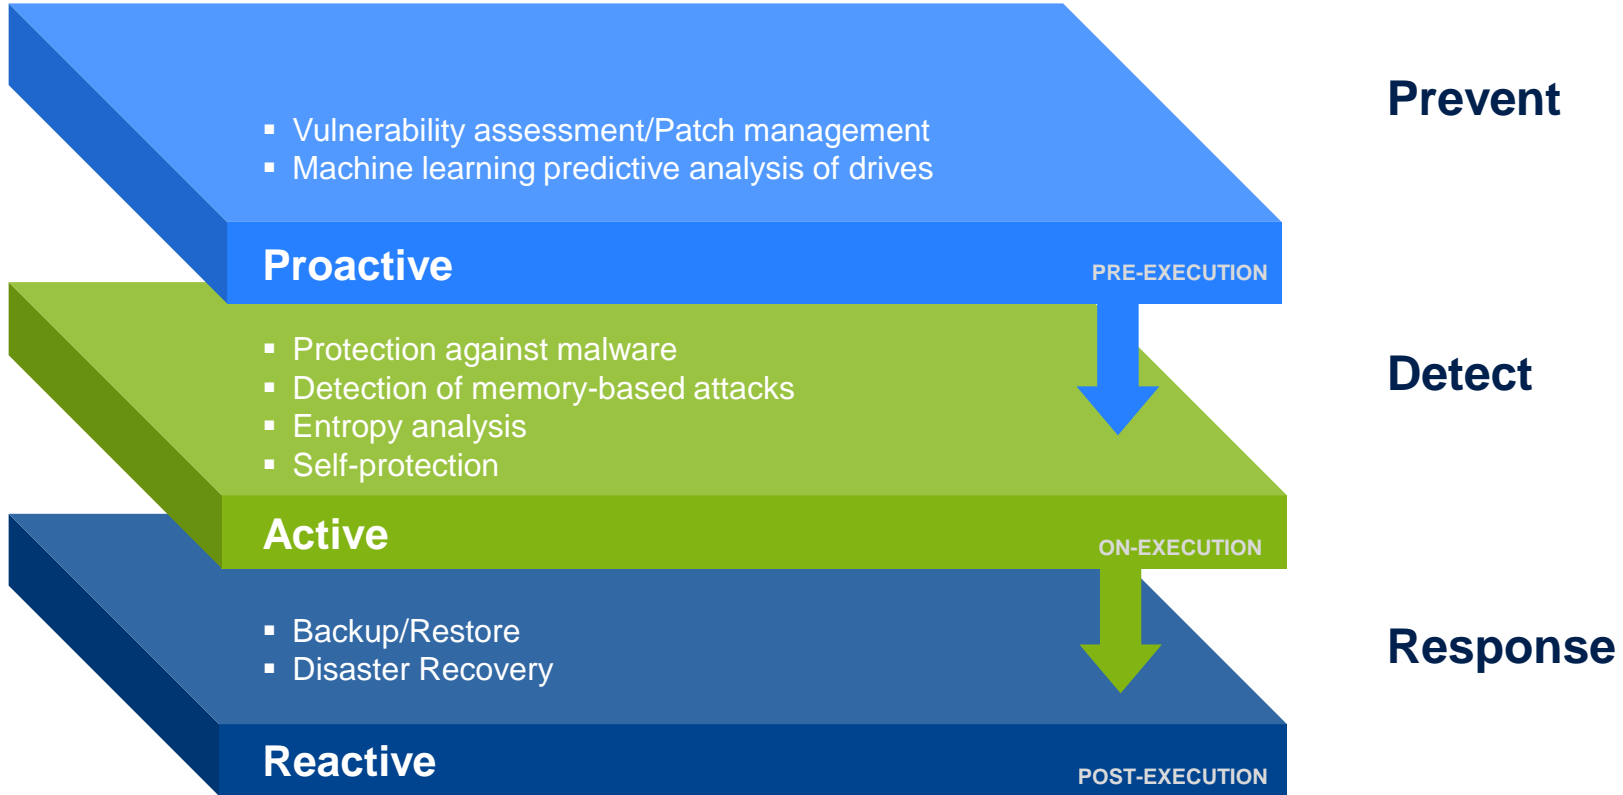 Prevent
▪ Vulnerability assessment/Patch management
▪ Machine learning predictive analysis of drives
Proactive
PRE-EXECUTION
▪ Protection against malware
Detect
▪ Detection of memory-based attacks
▪ Entropy analysis
▪ Self-protection
Active
ON-EXECUTION
▪ Backup/Restore
Response
▪ Disaster Recovery
Reactive
POST-EXECUTION